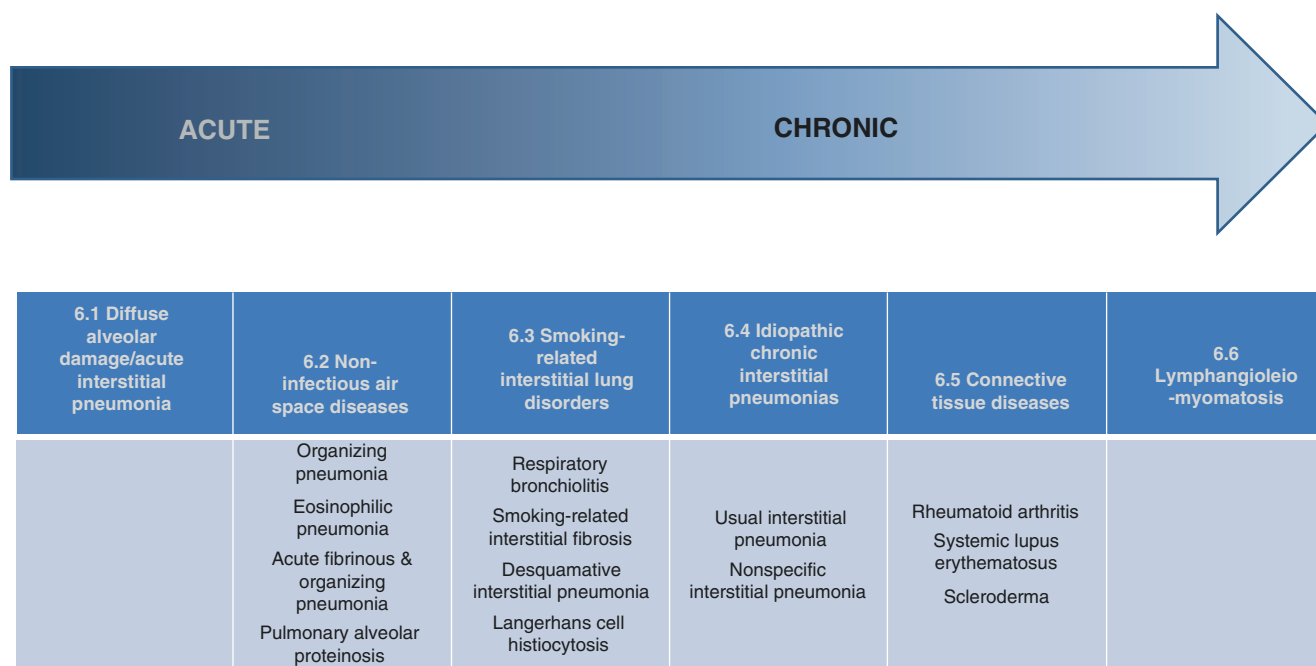 ACUTE
CHRONIC
6.1 Diffuse
alveolar
damage/acute
interstitial
pneumonia
6.2 Non-
infectious air
space diseases
6.3 Smoking-
related
interstitial lung
disorders
6.4 Idiopathic
chronic
interstitial
pneumonias
6.5 Connective
tissue diseases
6.6
Lymphangioleio
-myomatosis
Organizing
pneumonia
Eosinophilic
pneumonia
Acute fibrinous &
organizing
pneumonia
Pulmonary alveolar
proteinosis
Respiratory
bronchiolitis
Smoking-related
interstitial fibrosis
Desquamative
interstitial pneumonia
Langerhans cell
histiocytosis
Usual interstitial
pneumonia
Nonspecific
interstitial pneumonia
Rheumatoid arthritis
Systemic lupus
erythematosus
Scleroderma